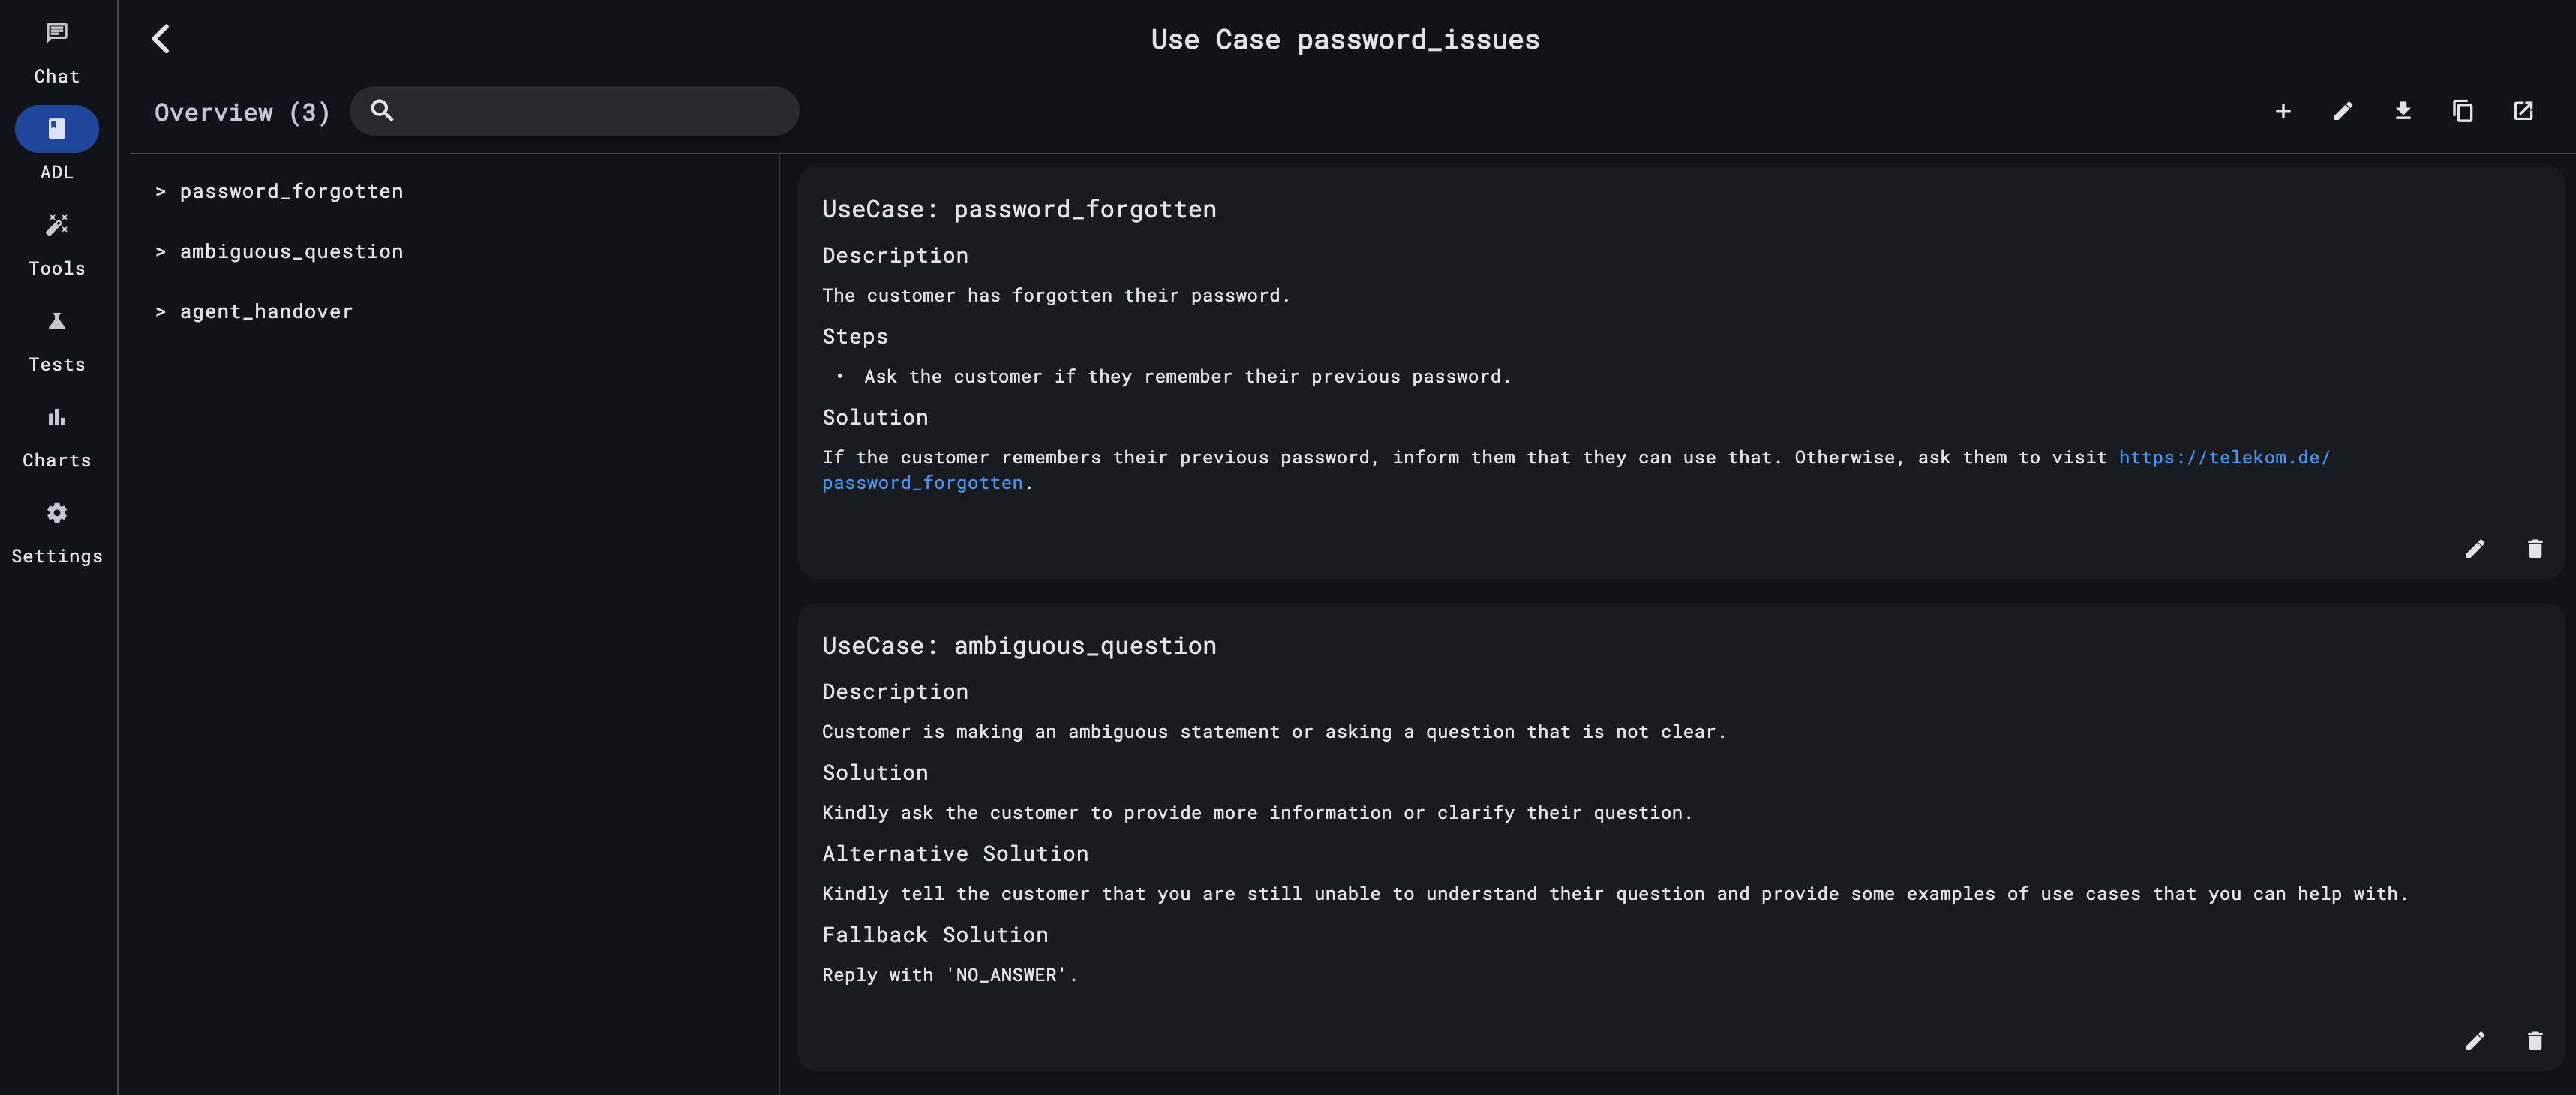 Use Case password_issues
Chat
ADL
Tools
Tests
Charts
Settings
Overview (3)
> password_forgotten
> ambiguous_question
> agent_handover
UseCase: password_forgotten
Description
The customer has forgotten their password.
Steps
• Ask the customer if they remember their previous password.
Solution
If the customer remembers their previous password, inform them that they can use that. Otherwise, ask them to visit https://telekom.de/
password_forgotten.
UseCase: ambiguous_question
Description
Customer is making an ambiguous statement or asking a question that is not clear.
Solution
Kindly ask the customer to provide more information or clarify their question.
Alternative Solution
Kindly tell the customer that you are still unable to understand their question and provide some examples of use cases that you can help with.
Fallback Solution
Reply with 'NO_ANSWER'.